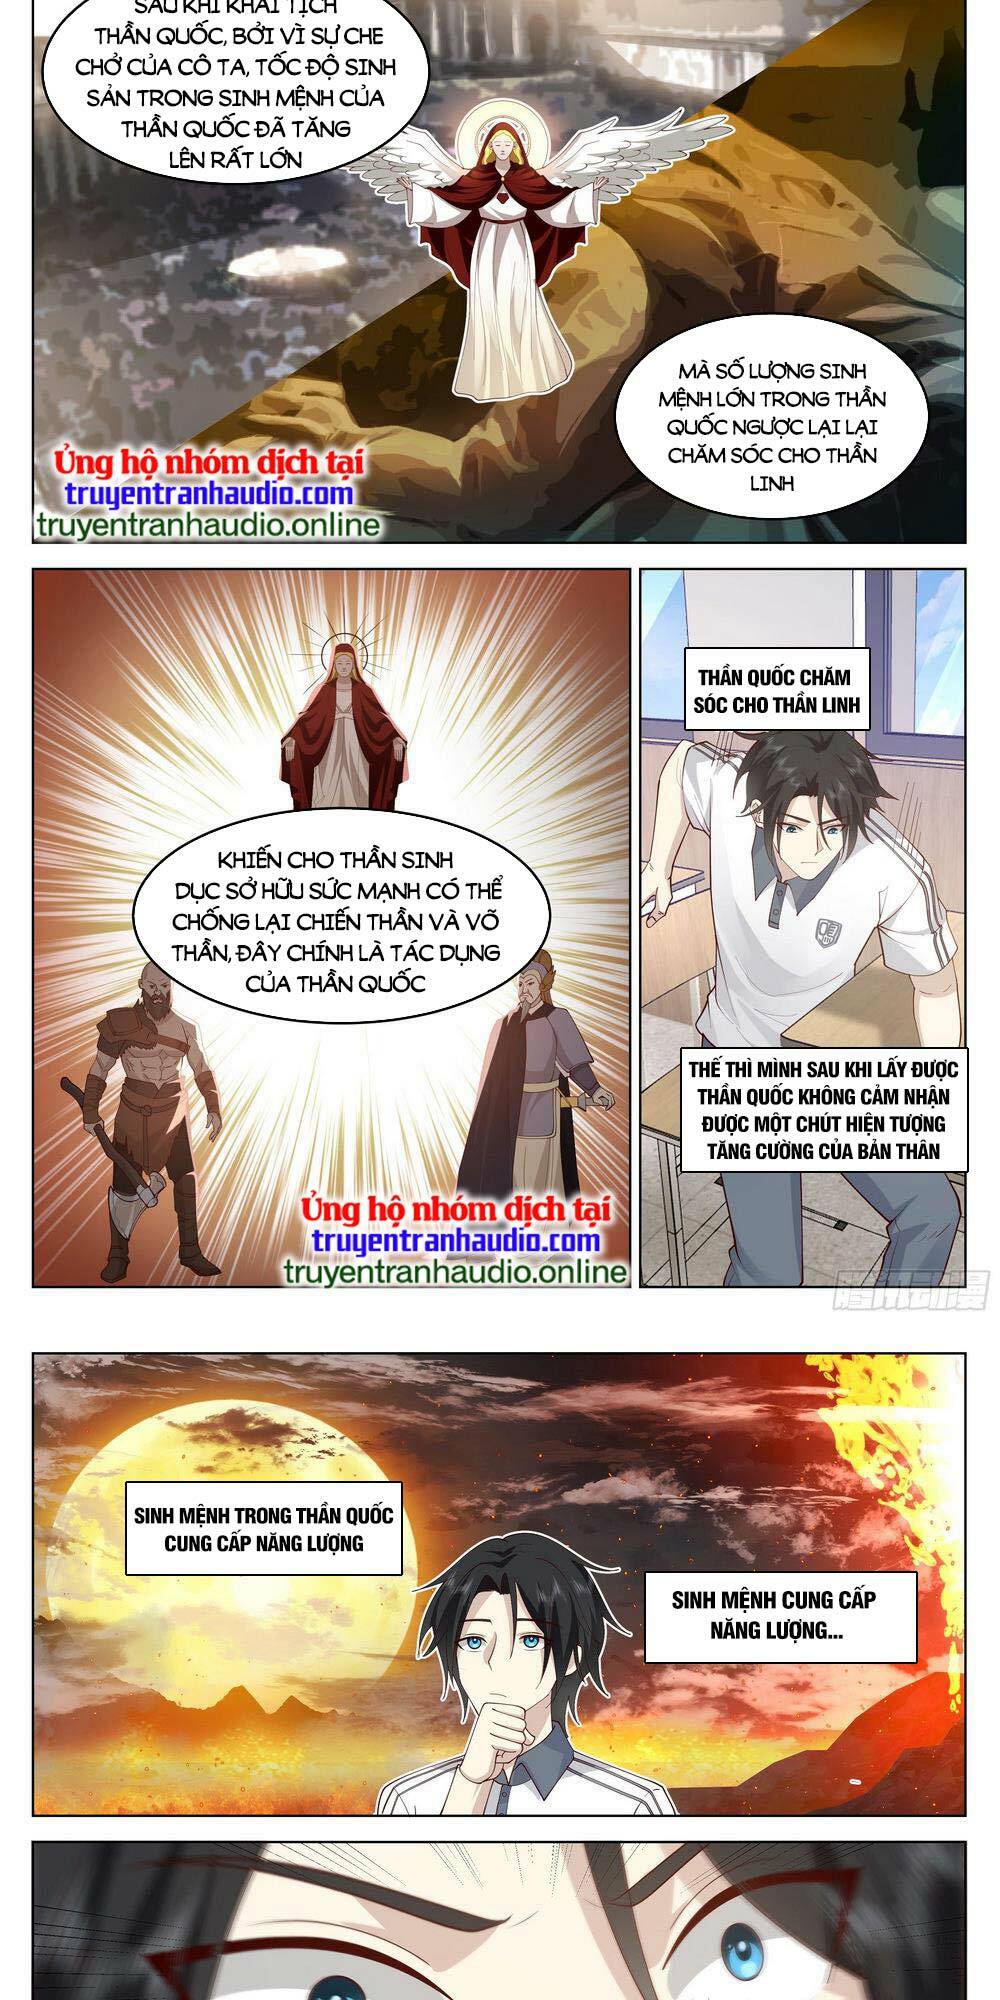 SAU KHI KHAI TỊCH
THẦN QUỐC, BỞI VÌ SỰ CHE
CHỞ CỦA CÔ TA, TỐC ĐỘ SINH
SẢN TRONG SINH MỆNH CỦA
THẦN QUỐC ĐÃ TĂNG
LÊN RẤT LỚN
MÀ SỐ LƯỢNG SINH
MỆNH LỚN TRONG THẦN
QUỐC NGƯỢC LẠI LẠI
CHĂM SÓC CHO THẦN
LINH
Ủng hộ nhóm dịch tại
truyentranhaudio.com
truyentranhaudio.online
THẦN QUỐC CHĂM
SÓC CHO THẦN LINH
KHIẾN CHO THẦN SINH
DỤC SỞ HỮU SỨC MẠNH CÓ THỂ
CHỐNG LẠI CHIẾN THẦN VÀ VÕ
THẦN, ĐÂY CHÍNH LÀ TÁC DỤNG
CỦA THẦN QUỐC
THẾ THÌ MÌNH SAU KHI LẤY ĐƯỢC
THẦN QUỐC KHÔNG CẢM NHẬN
ĐƯỢC MỘT CHÚT HIỆN TƯỢNG
TĂNG CƯỜNG CỦA BẢN THÂN
Ủng hộ nhóm dịch tại
truyentranhaudio.com
truyentranhaudio.online
腾讯动漫
SINH MỆNH TRONG THẦN QUỐC
CUNG CẤP NĂNG LƯỢNG
SINH MỆNH CUNG CẤP
NĂNG LƯỢNG...